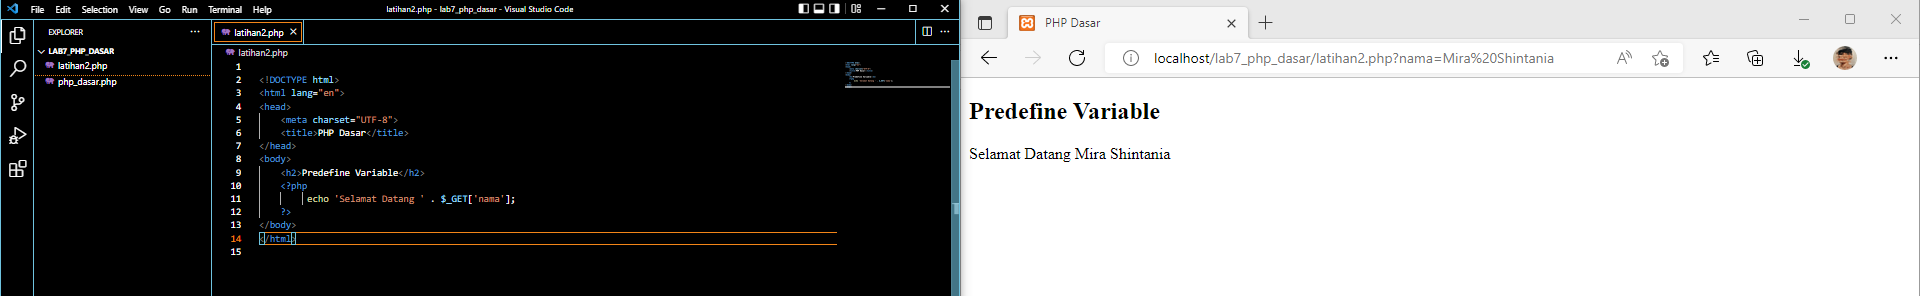 File Edit Selection View Go Run Terminal Help
latihan2.php - lab7_php_dasar - Visual Studio Code
EXPLORER
LAB7_PHP_DASAR
latihan2.php
php_dasar.php
latihan2.php
latihan2.php
1
2 <!DOCTYPE html>
3 <html lang="en">
4 <head>
5 <meta charset="UTF-8">
6 <title>PHP Dasar</title>
7 </head>
8 <body>
9 <h2>Predefine Variable</h2>
10 <?php
11 echo 'Selamat Datang ' . $_GET['nama'];
12 ?>
13 </body>
14 </html>
15
PHP Dasar
localhost/lab7_php_dasar/latihan2.php?nama=Mira%20Shintania
Predefine Variable
Selamat Datang Mira Shintania